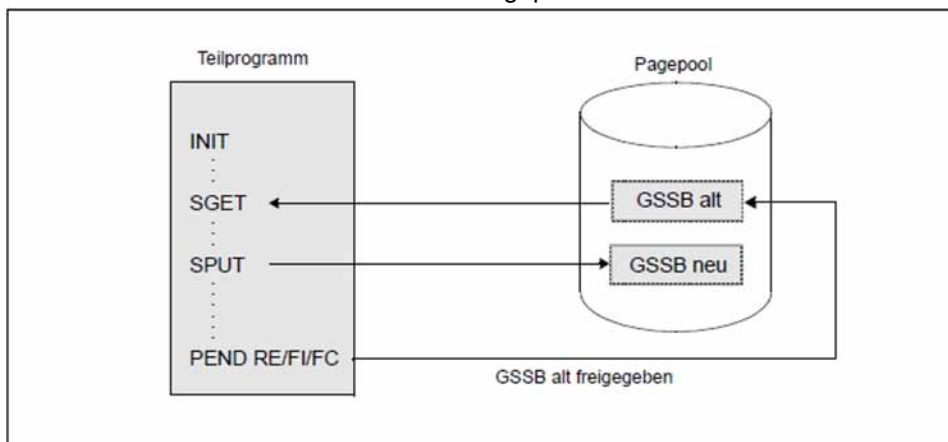 Teilprogramm
Pagepool
INIT
SGET
GSSB alt
SPUT
GSSB neu
PEND RE/FI/FC
GSSB alt freigegeben